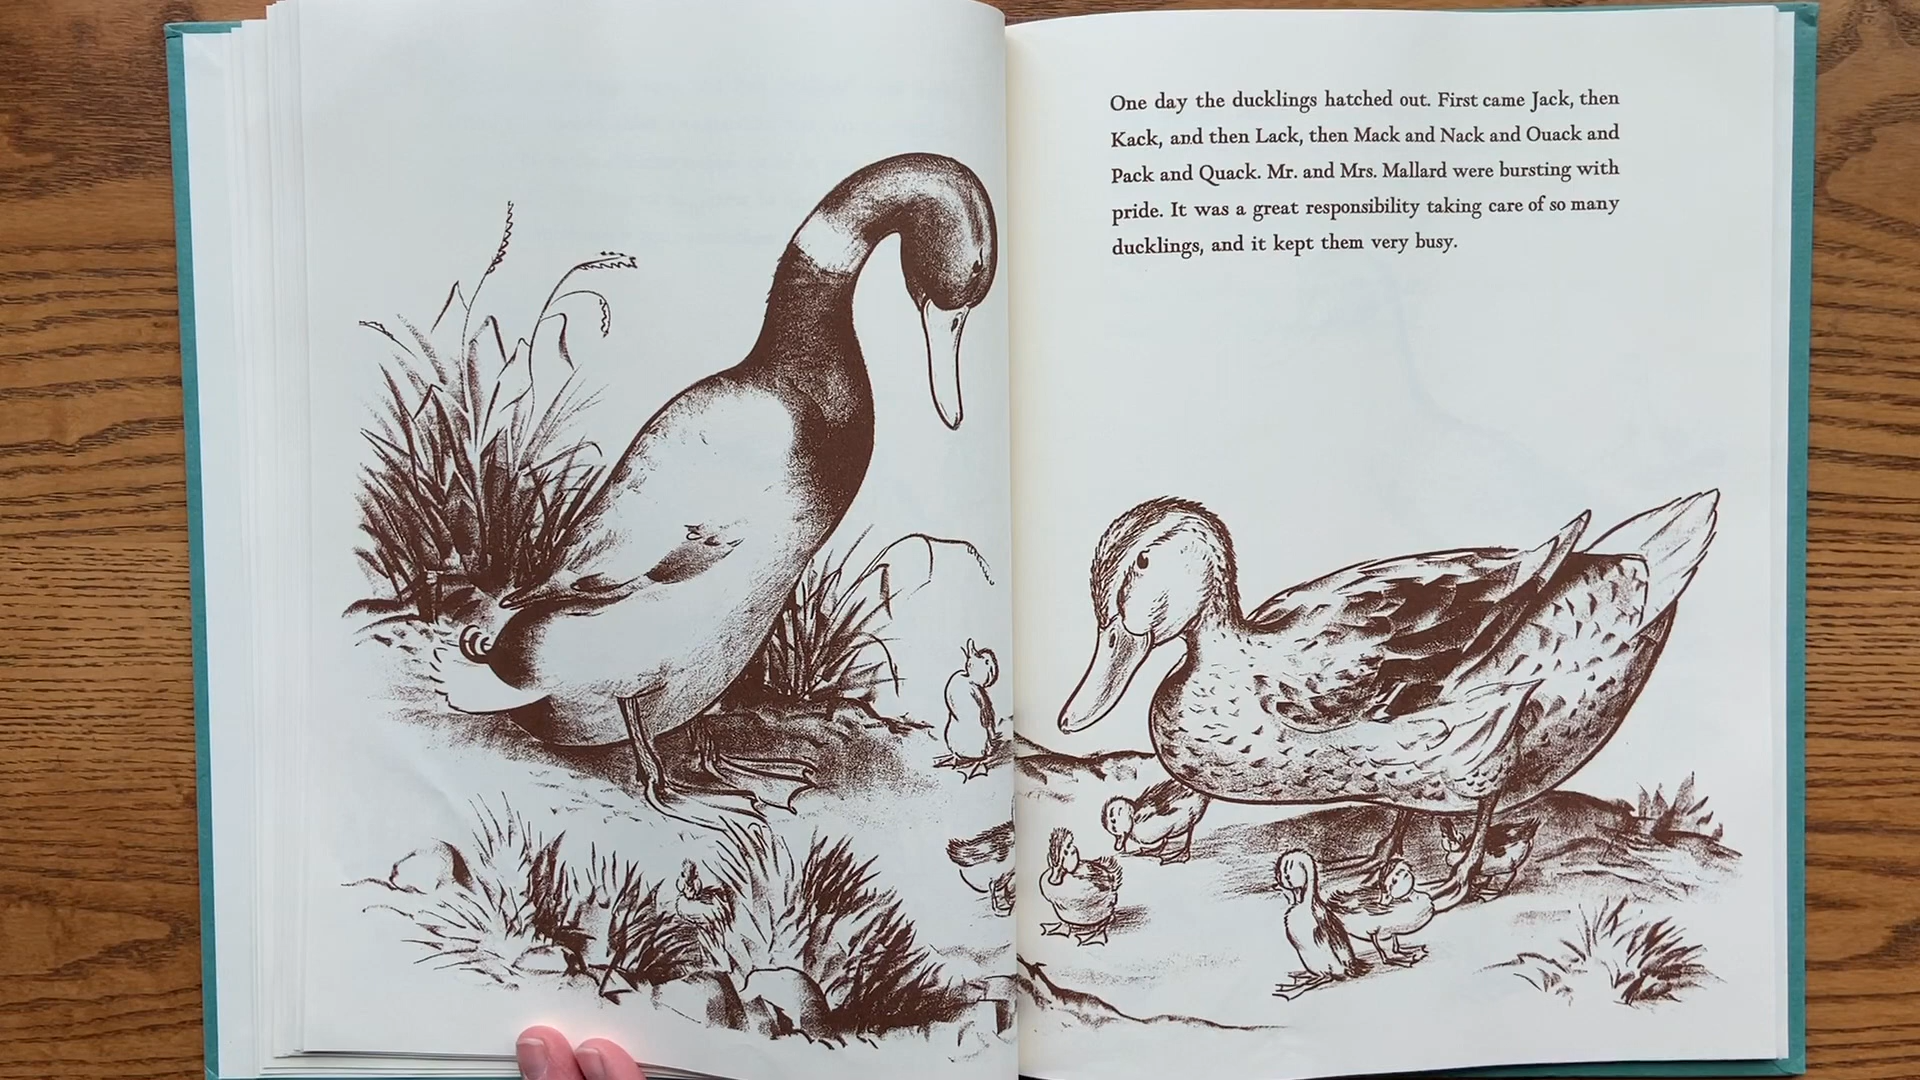 One day the ducklings hatched out. First came Jack, then
Kack, and then Lack, then Mack and Nack and Ouack and
Pack and Quack. Mr. and Mrs. Mallard were bursting with
pride. It was a great responsibility taking care of so many
ducklings, and it kept them very busy.